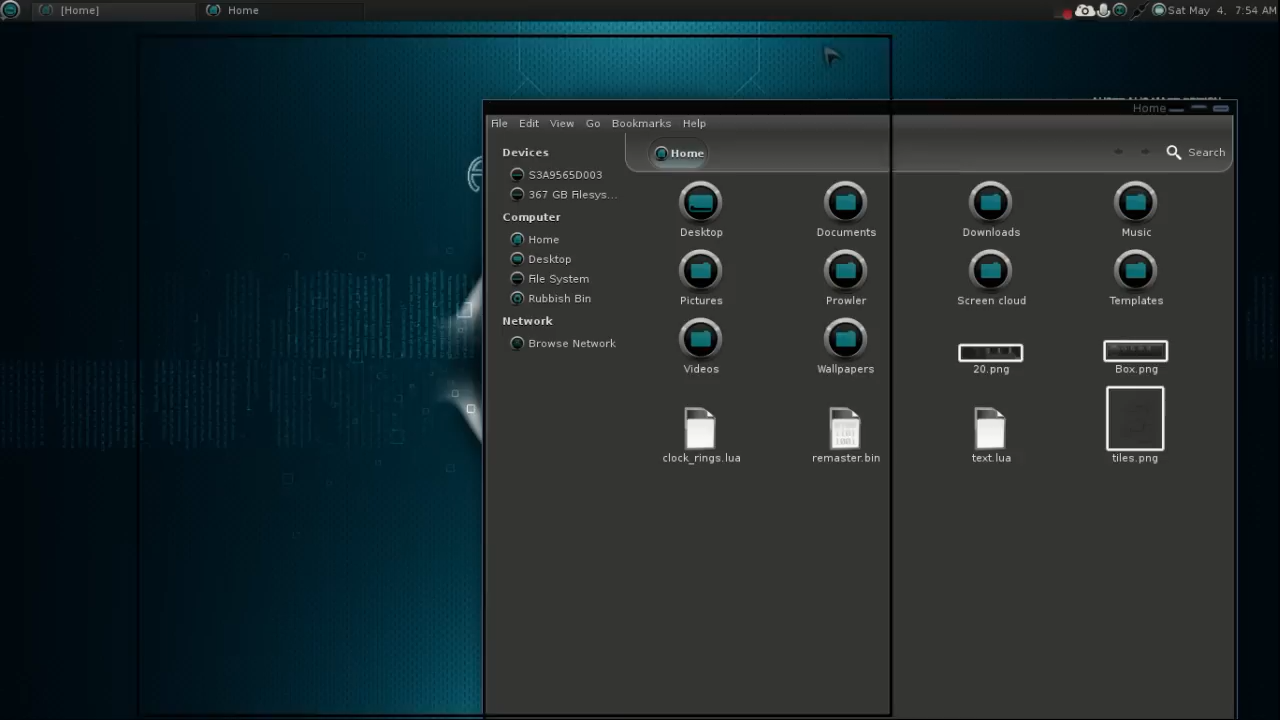 [Home]
Home
Sat May 4, 7:54 AM
Home
File Edit View Go Bookmarks Help
Devices
Home
Search
S3A9565D003
367 GB Filesys...
Computer
Home
Desktop
File System
Rubbish Bin
Network
Browse Network
Desktop
Documents
Downloads
Music
Pictures
Prowler
Screen cloud
Templates
Videos
Wallpapers
20.png
Box.png
clock_rings.lua
remaster.bin
text.lua
tiles.png